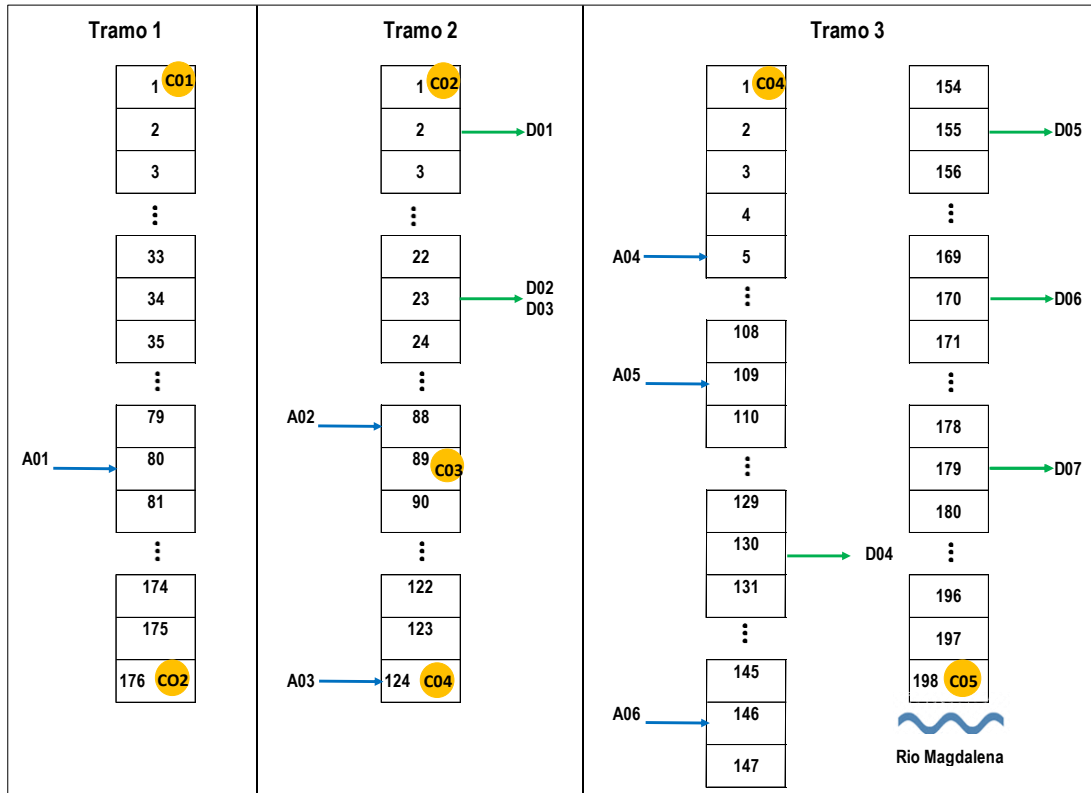 Tramo 1
1 C01
2
3
33
34
35
79
A01
80
81
174
175
176 CO2
Tramo 2
1 C02
2
D01
3
22
23
D02
D03
24
A02
88
89 C03
90
122
123
A03
124 C04
Tramo 3
1 C04
2
3
4
A04
5
108
A05
109
110
129
130
D04
131
145
A06
146
147
154
155
D05
156
169
170
D06
171
178
179
D07
180
196
197
198 C05
Rio Magdalena